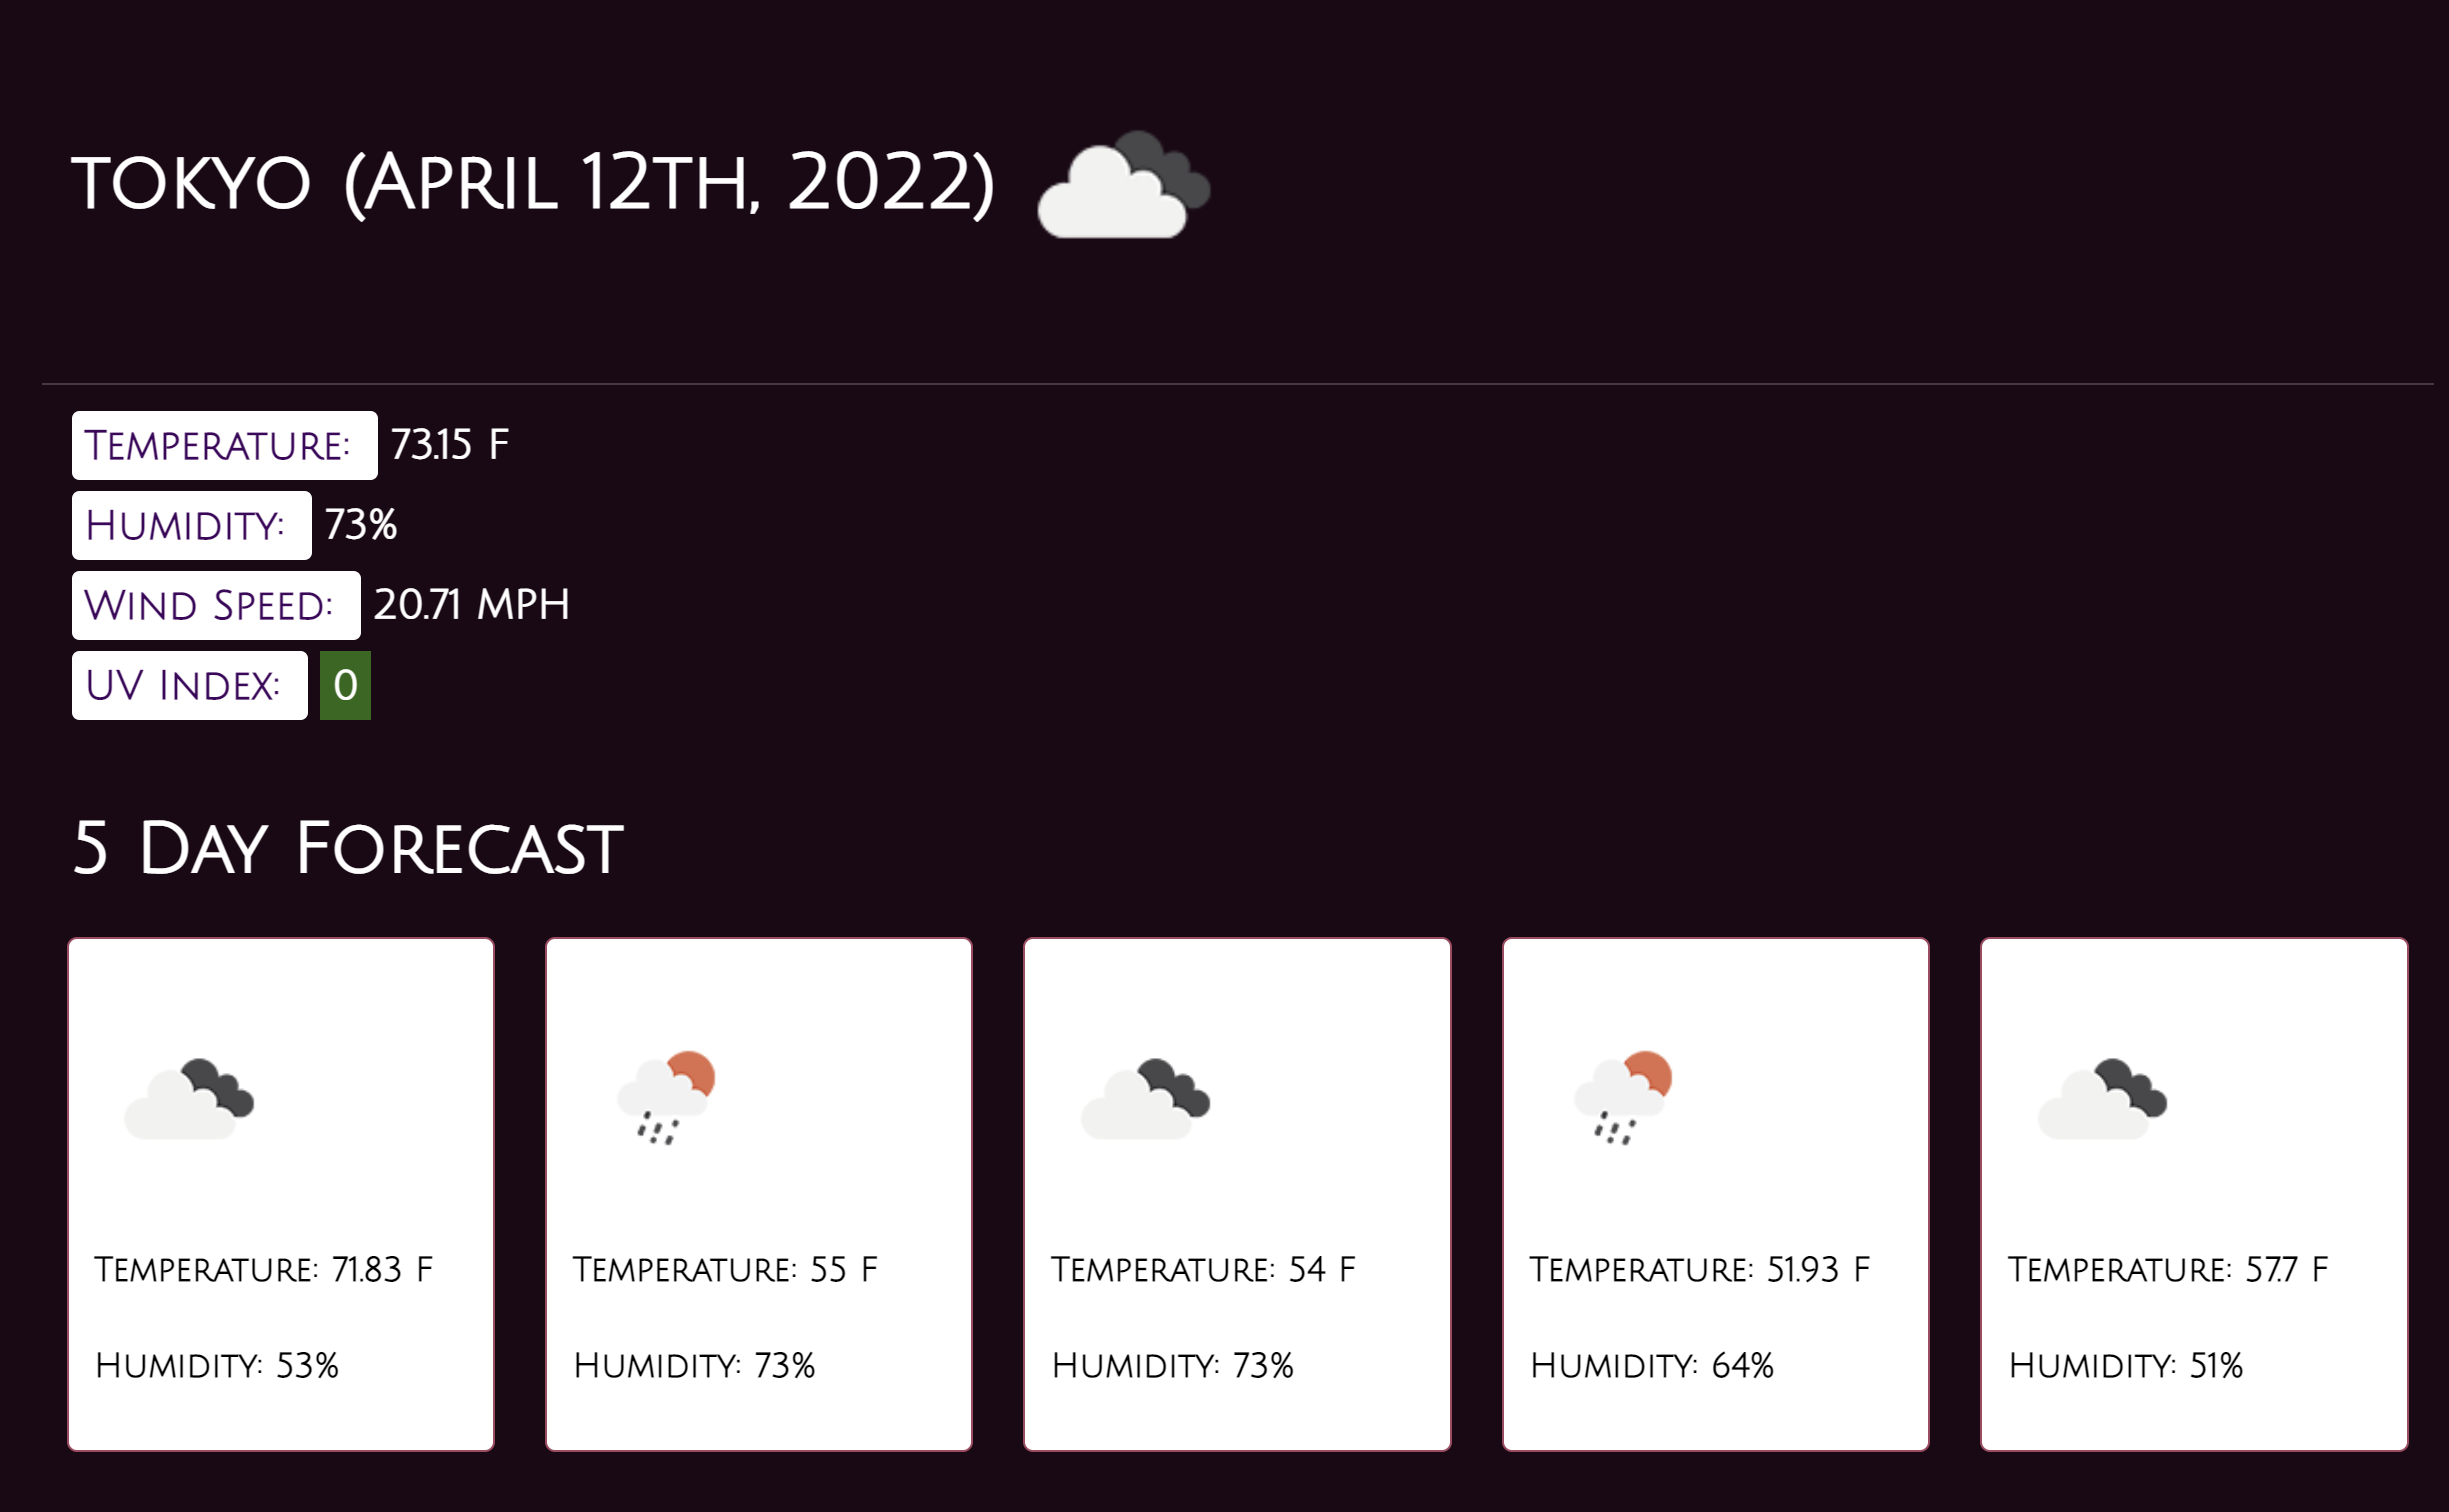 TOKYO (April 12th, 2022)
Temperature: 73.15 F
Humidity: 73%
Wind Speed: 20.71 MPH
UV Index: 0
5 Day Forecast
Temperature: 71.83 F
Humidity: 53%
Temperature: 55 F
Humidity: 73%
Temperature: 54 F
Humidity: 73%
Temperature: 51.93 F
Humidity: 64%
Temperature: 57.7 F
Humidity: 51%